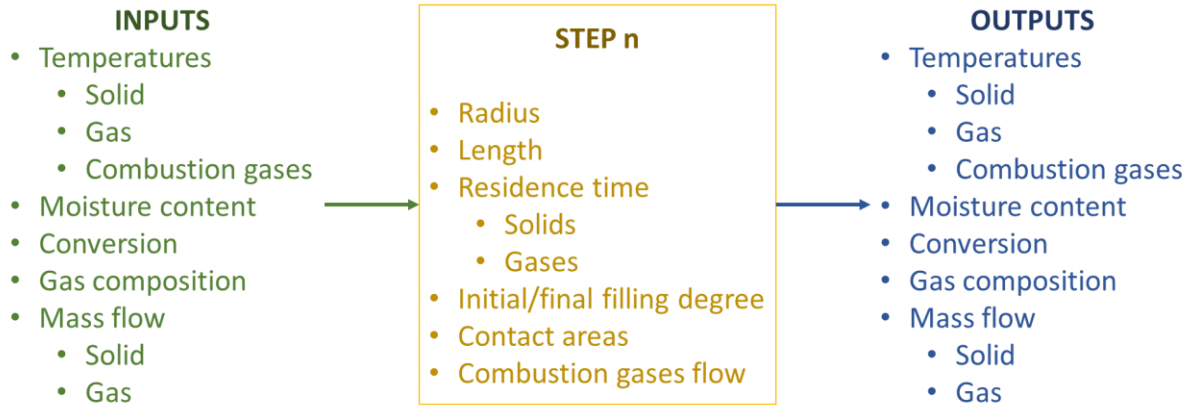 INPUTS
• Temperatures
• Solid
• Gas
• Combustion gases
• Moisture content
• Conversion
• Gas composition
• Mass flow
• Solid
• Gas
STEP n
• Radius
• Length
• Residence time
• Solids
• Gases
• Initial/final filling degree
• Contact areas
• Combustion gases flow
OUTPUTS
• Temperatures
• Solid
• Gas
• Combustion gases
• Moisture content
• Conversion
• Gas composition
• Mass flow
• Solid
• Gas